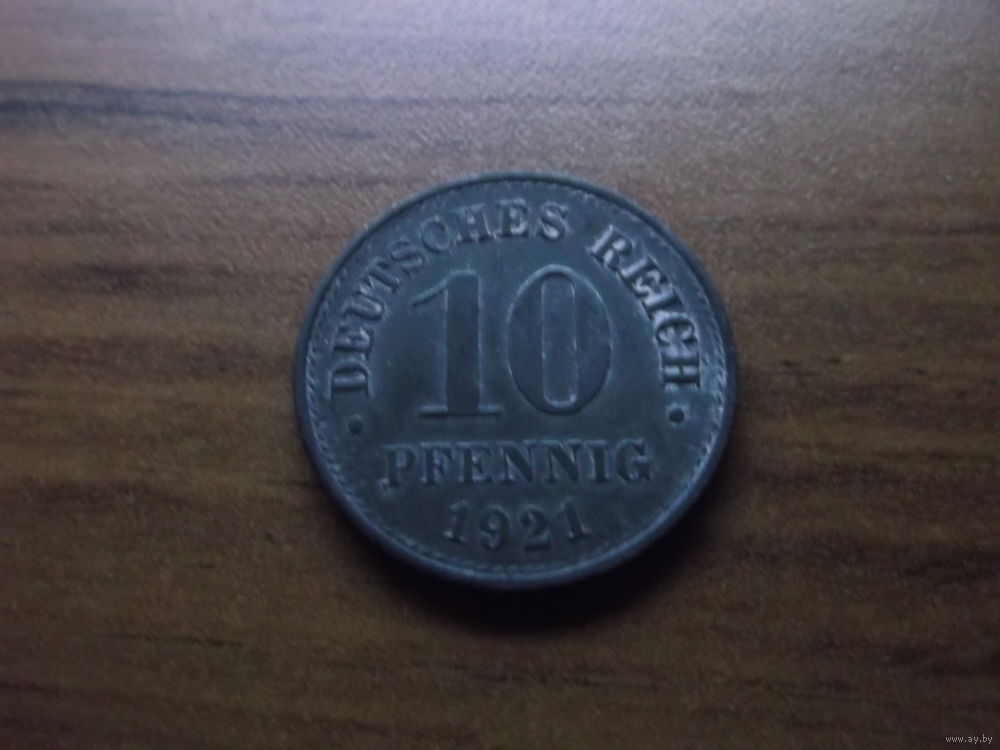 · DEUTSCHES REICH ·
10
PFENNIG
1921
www.ay.by